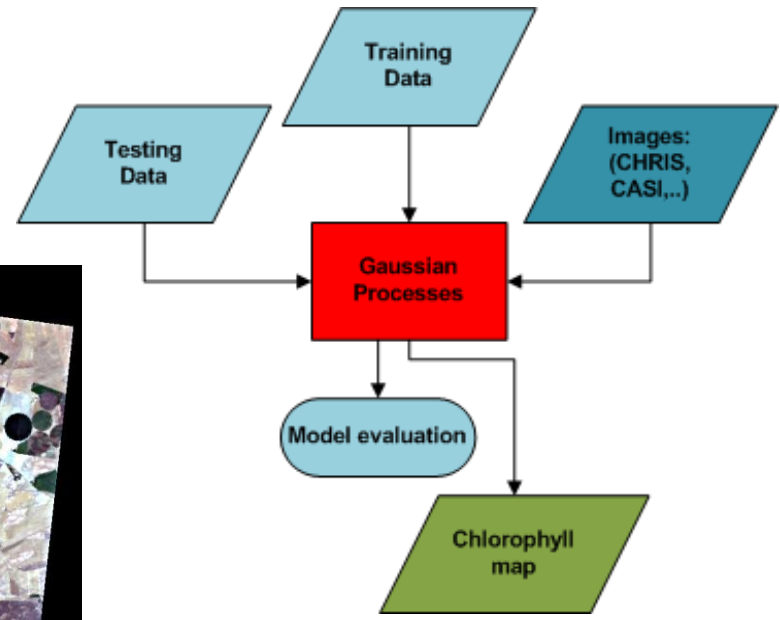 Training
Data
Testing
Data
Images:
(CHRIS,
CASI,..)
Gaussian
Processes
Model evaluation
Chlorophyll
map